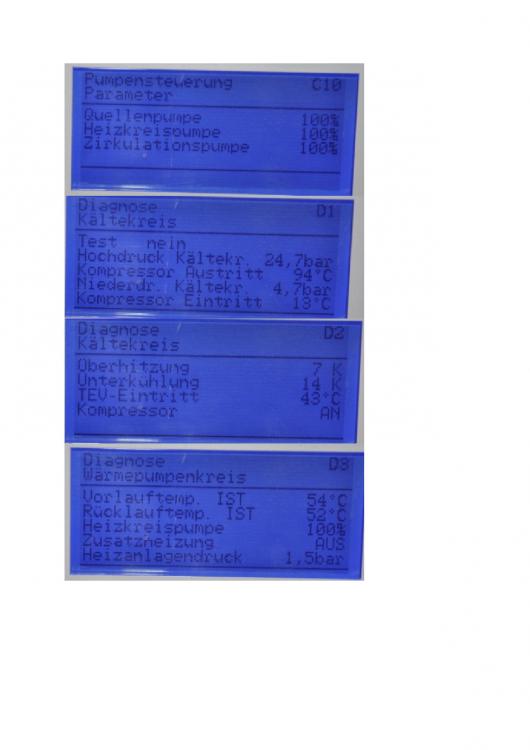 Pumpensteuerung C10
Parameter
Quellenpumpe 100%
Heizkreispumpe 100%
Zirkulationspumpe 100%
Diagnose D1
Kältekreis
Test nein
Hochdruck Kältekr. 24,7bar
Kompressor Austritt 94°C
Niederdr. Kältekr. 4,7bar
Kompressor Eintritt 13°C
Diagnose D2
Kältekreis
Überhitzung 7 K
Unterkühlung 14 K
TEV-Eintritt 43°C
Kompressor AN
Diagnose D3
Wärmepumpenkreis
Vorlauftemp. IST 54°C
Rücklauftemp. IST 52°C
Heizkreispumpe 100%
Zusatzheizung AUS
Heizanlagendruck 1,5bar